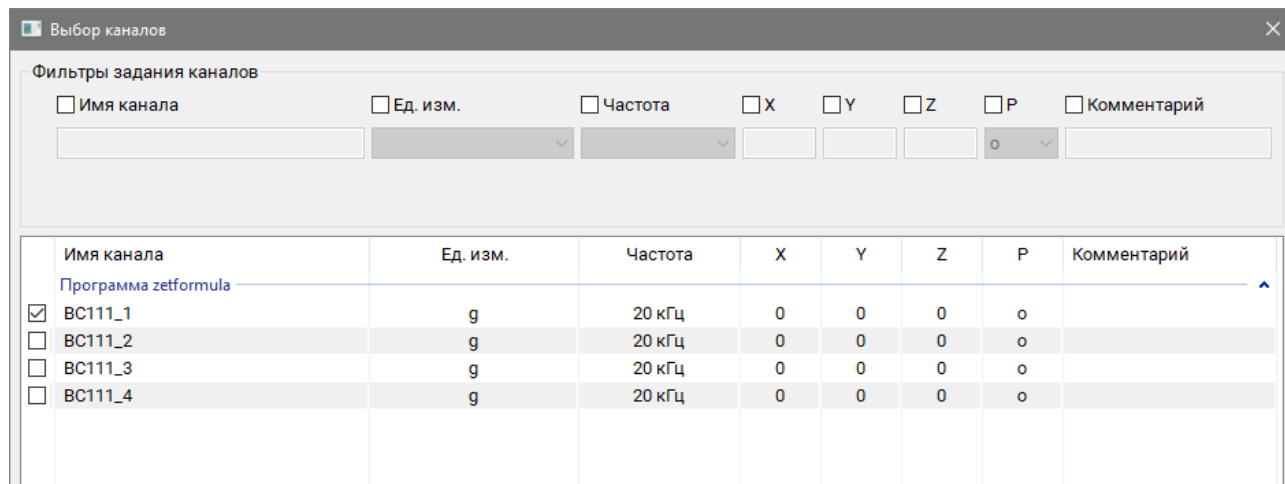 Выбор каналов
Фильтры задания каналов
Имя канала Ед. изм. Частота X Y Z P Комментарий
o
Имя канала Ед. изм. Частота X Y Z P Комментарий
Программа zetformula
BC111_1 g 20 кГц 0 0 0 o
BC111_2 g 20 кГц 0 0 0 o
BC111_3 g 20 кГц 0 0 0 o
BC111_4 g 20 кГц 0 0 0 o